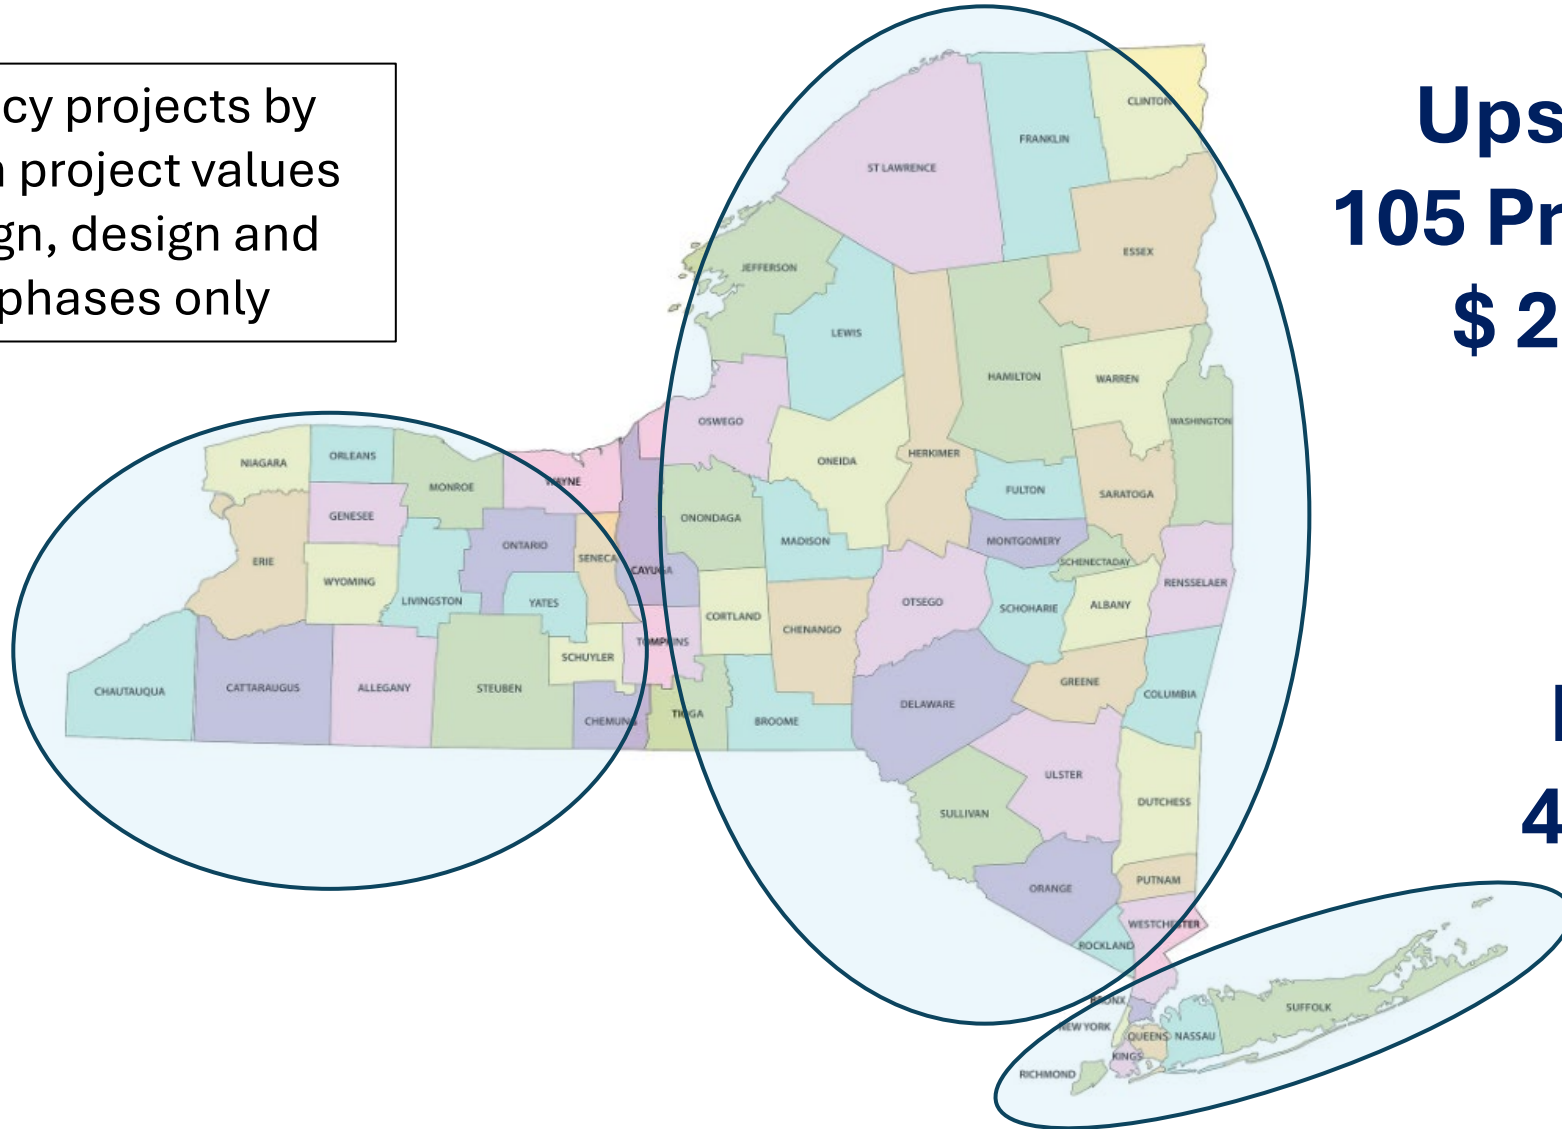 cy projects by
project values
gn, design and
phases only
Ups
105 Pr
$ 2
4
CLINTON
FRANKLIN
ST LAWRENCE
ESSEX
JEFFERSON
LEWIS
HAMILTON
WARREN
OSWEGO
WASHINGTON
HERKIMER
ONEIDA
NIAGARA
ORLEANS
MONROE
WAYNE
FULTON
SARATOGA
GENESEE
ONONDAGA
MADISON
MONTGOMERY
ONTARIO
SENECA
ERIE
SCHENECTADAY
CAYUGA
WYOMING
RENSSELAER
LIVINGSTON
YATES
OTSEGO
SCHOHARIE
ALBANY
CORTLAND
CHENANGO
TOMPKINS
SCHUYLER
CHAUTAUQUA
CATTARAUGUS
ALLEGANY
STEUBEN
GREENE
COLUMBIA
DELAWARE
CHEMUNG
TIOGA
BROOME
ULSTER
DUTCHESS
SULLIVAN
PUTNAM
ORANGE
WESTCHESTER
ROCKLAND
BRONX
SUFFOLK
NEW YORK
QUEENS
NASSAU
KINGS
RICHMOND